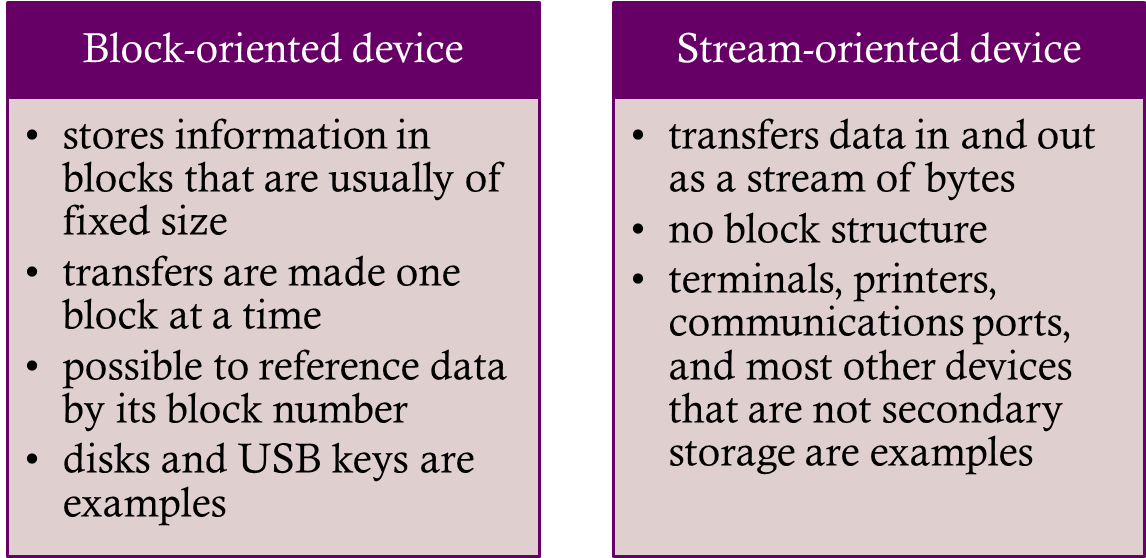 Block-oriented device
• stores information in
blocks that are usually of
fixed size
• transfers are made one
block at a time
• possible to reference data
by its block number
• disks and USB keys are
examples
Stream-oriented device
• transfers data in and out
as a stream of bytes
• no block structure
• terminals, printers,
communications ports,
and most other devices
that are not secondary
storage are examples